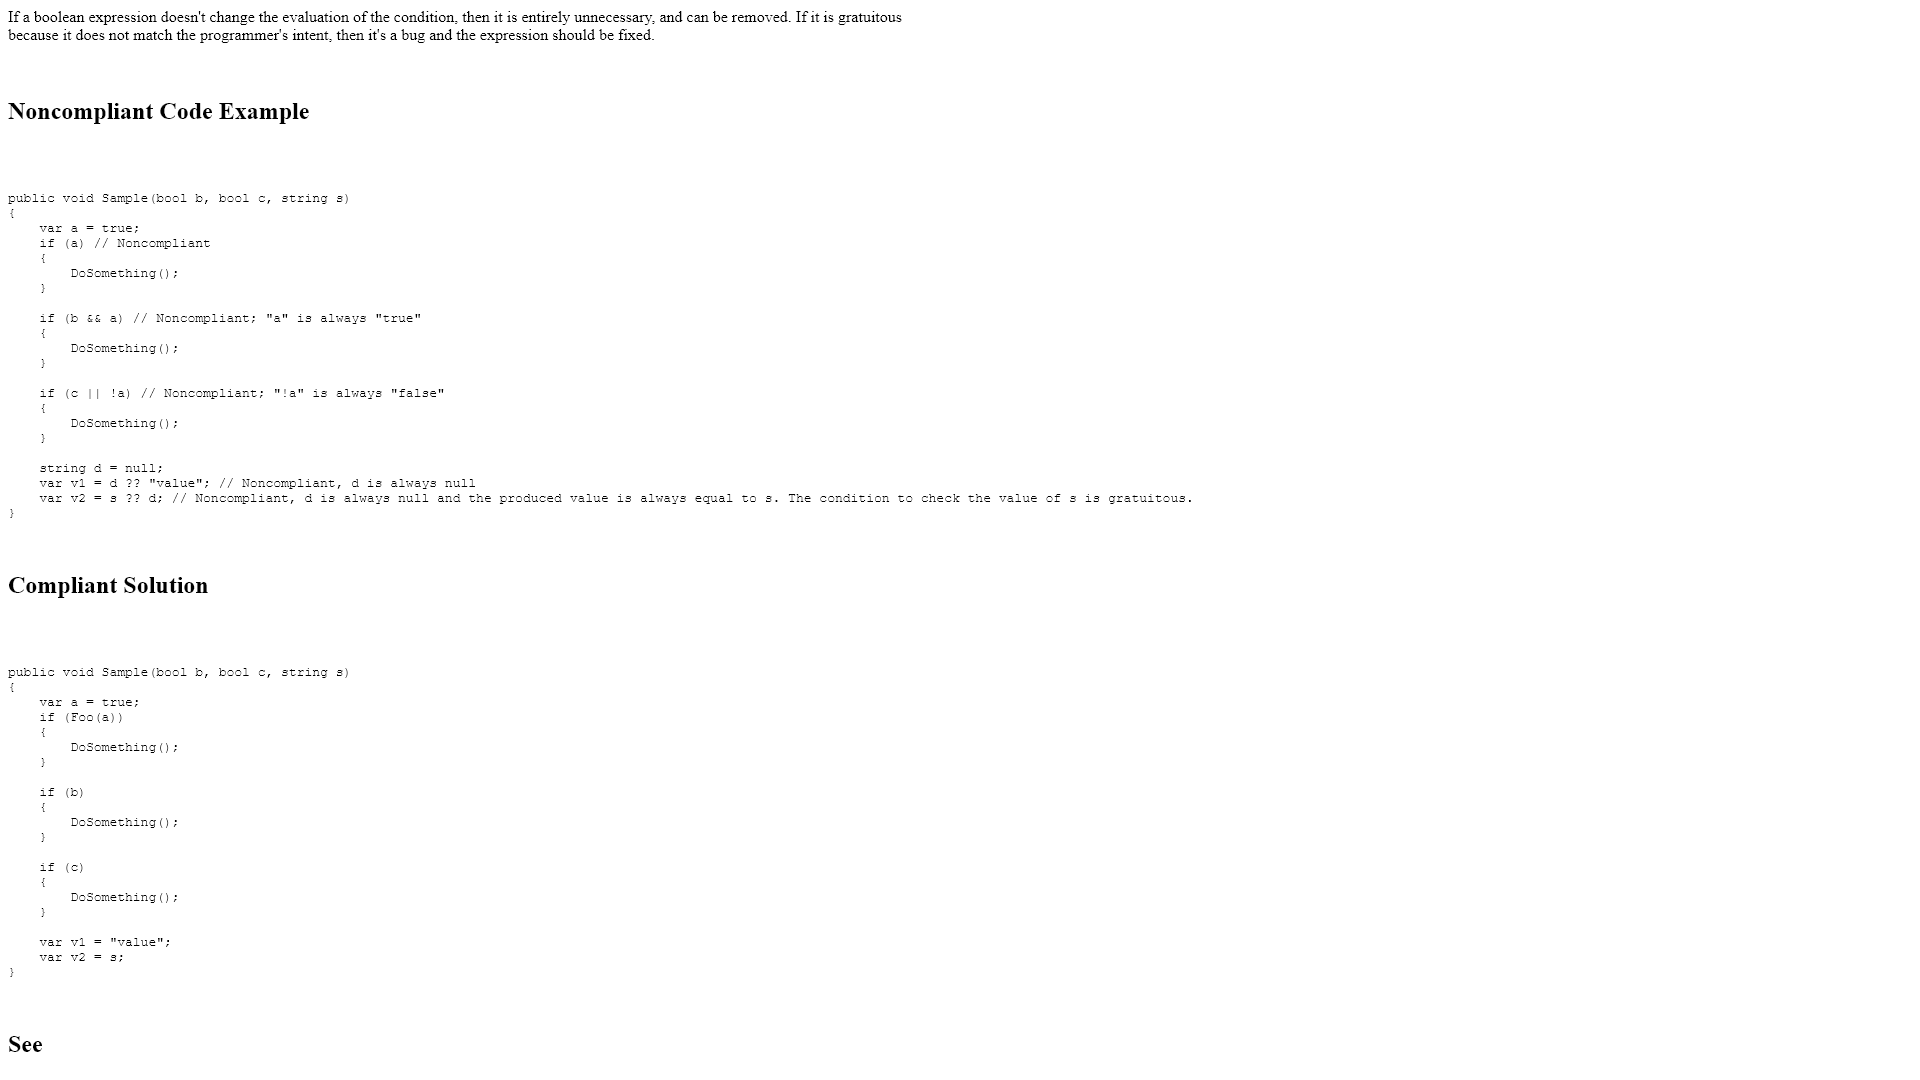 If a boolean expression doesn't change the evaluation of the condition, then it is entirely unnecessary, and can be removed. If it is gratuitous
because it does not match the programmer's intent, then it's a bug and the expression should be fixed.
Noncompliant Code Example
public void Sample(bool b, bool c, string s)
{
    var a = true;
    if (a) // Noncompliant
    {
        DoSomething();
    }
    if (b && a) // Noncompliant; "a" is always "true"
    {
        DoSomething();
    }
    if (c || !a) // Noncompliant; "!a" is always "false"
    {
        DoSomething();
    }
    string d = null;
    var v1 = d ?? "value"; // Noncompliant, d is always null
    var v2 = s ?? d; // Noncompliant, d is always null and the produced value is always equal to s. The condition to check the value of s is gratuitous.
}
Compliant Solution
public void Sample(bool b, bool c, string s)
{
    var a = true;
    if (Foo(a))
    {
        DoSomething();
    }
    if (b)
    {
        DoSomething();
    }
    if (c)
    {
        DoSomething();
    }
    var v1 = "value";
    var v2 = s;
}
See